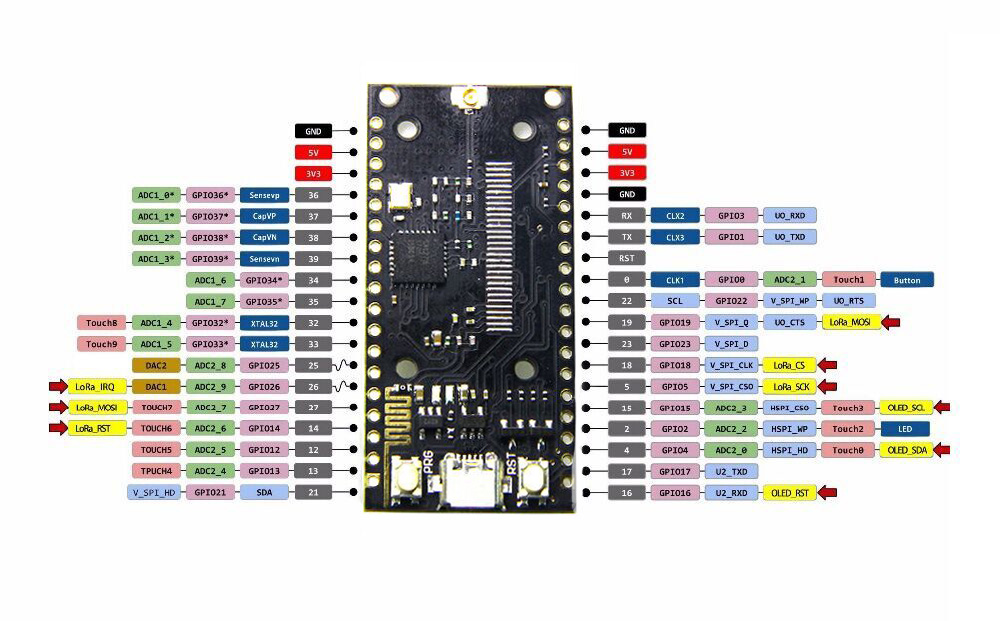 GND GND
5V 5V
3V3 3V3
ADC1_0* GPIO36* Sensevp 36 GND
ADC1_1* GPIO37* CapVP 37 RX CLX2 GPIO3 UO_RXD
ADC1_2* GPIO38* CapVN 38 TX CLX3 GPIO1 UO_TXD
ADC1_3* GPIO39* Sensevn 39 RST
ADC1_6 GPIO34* 34 0 CLK1 GPIO0 ADC2_1 Touch1 Button
ADC1_7 GPIO35* 35 22 SCL GPIO22 V_SPI_WP UO_RTS
Touch8 ADC1_4 GPIO32* XTAL32 32 19 GPIO19 V_SPI_Q UO_CTS LoRa_MOSI
Touch9 ADC1_5 GPIO33* XTAL32 33 23 GPIO23 V_SPI_D
DAC2 ADC2_8 GPIO25 25 18 GPIO18 V_SPI_CLK LoRa_CS
LoRa_IRQ DAC1 ADC2_9 GPIO26 26 5 GPIO5 V_SPI_CSO LoRa_SCK
LoRa_MOSI TOUCH7 ADC2_7 GPIO27 27 15 GPIO15 ADC2_3 HSPI_CSO Touch3 OLED_SCL
LoRa_RST TOUCH6 ADC2_6 GPIO14 14 2 GPIO2 ADC2_2 HSPI_WP Touch2 LED
TOUCH5 ADC2_5 GPIO12 12 PRG RST 4 GPIO4 ADC2_0 HSPI_HD Touch0 OLED_SDA
TPUCH4 ADC2_4 GPIO13 13 17 GPIO17 U2_TXD
V_SPI_HD GPIO21 SDA 21 16 GPIO16 U2_RXD OLED_RST